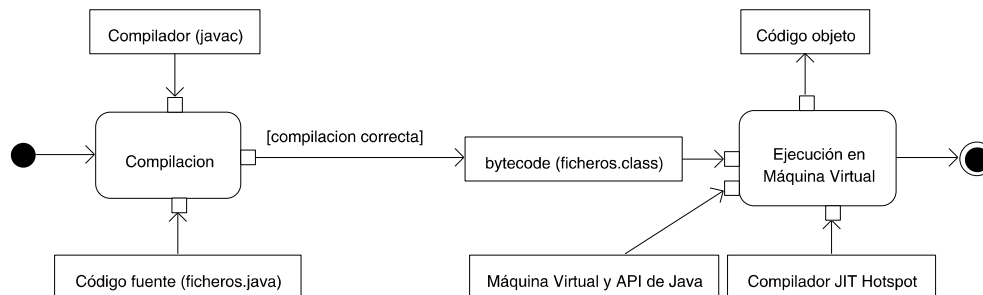 Compilador (javac)
Código objeto
[compilacion correcta]
Compilacion
bytecode (ficheros.class)
Ejecución en
Máquina Virtual
Código fuente (ficheros.java)
Máquina Virtual y API de Java
Compilador JIT Hotspot